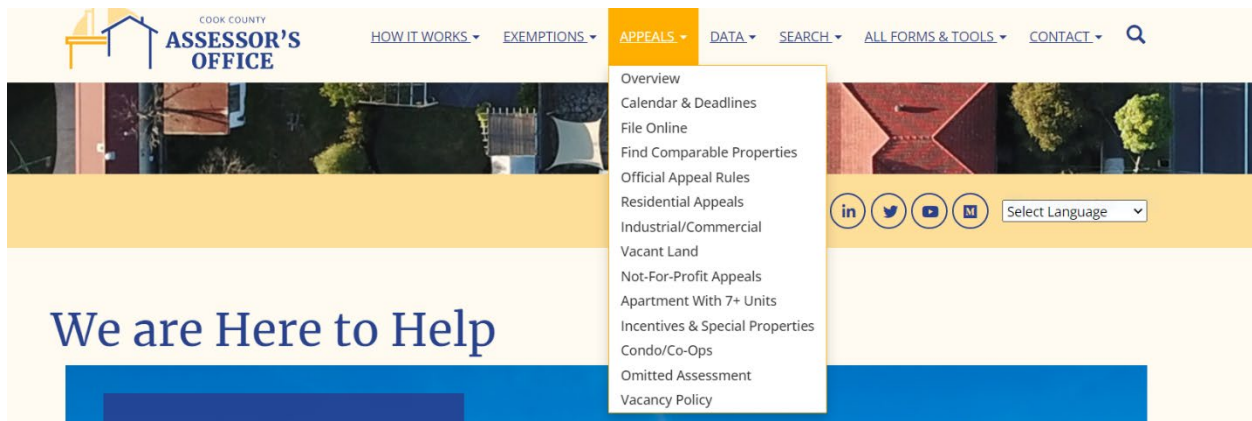 COOK COUNTY
ASSESSOR'S
OFFICE
HOW IT WORKS EXEMPTIONS APPEALS DATA SEARCH ALL FORMS & TOOLS CONTACT
Overview
Calendar & Deadlines
File Online
Find Comparable Properties
Official Appeal Rules
Residential Appeals
Industrial/Commercial
Vacant Land
Not-For-Profit Appeals
Apartment With 7+ Units
Incentives & Special Properties
Condo/Co-Ops
Omitted Assessment
Vacancy Policy
in M Select Language
We are Here to Help